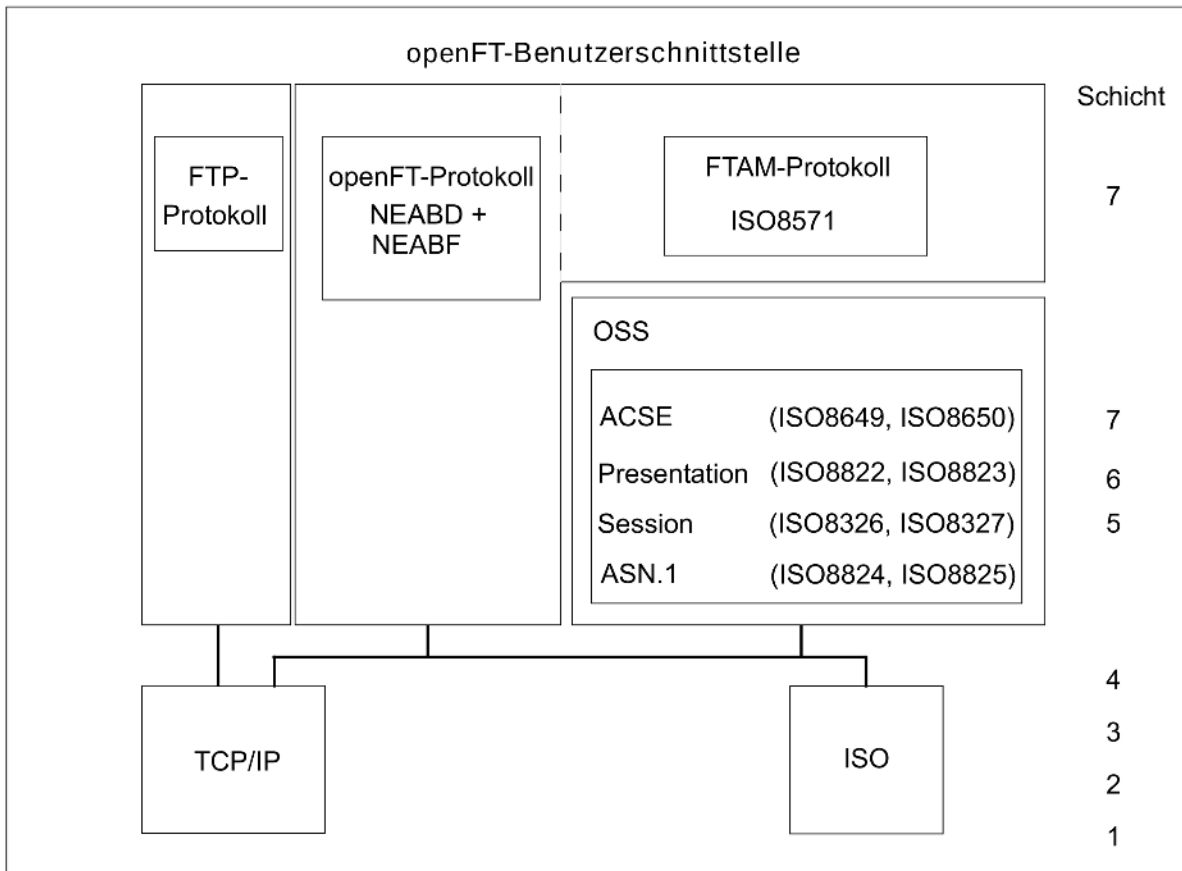 openFT-Benutzerschnittstelle
Schicht
FTP-
Protokoll
openFT-Protokoll
NEABD +
NEABF
FTAM-Protokoll
ISO8571
7
OSS
ACSE (ISO8649, ISO8650) 7
Presentation (ISO8822, ISO8823) 6
Session (ISO8326, ISO8327) 5
ASN.1 (ISO8824, ISO8825)
4
3
TCP/IP
ISO
2
1